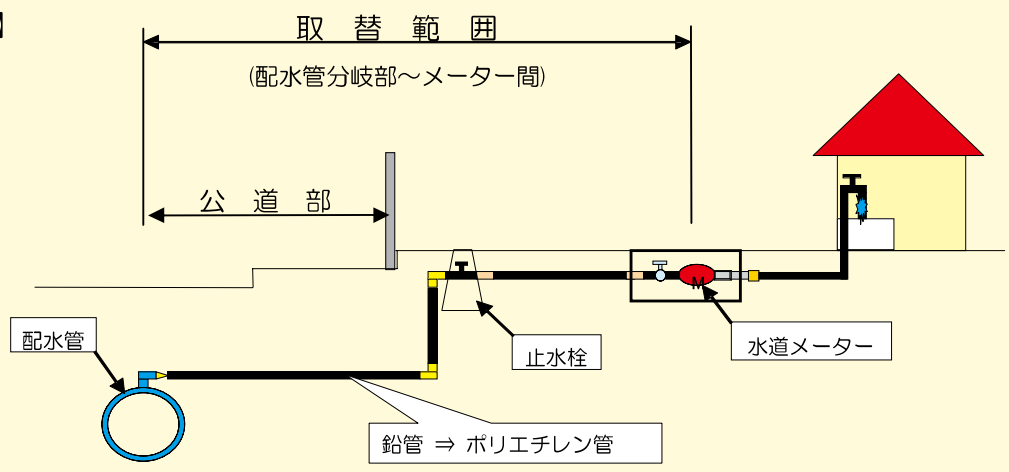 】
取替範囲
(配水管分岐部～メーター間)
公道部
配水管
止水栓
水道メーター
M
鉛管 ⇒ ポリエチレン管